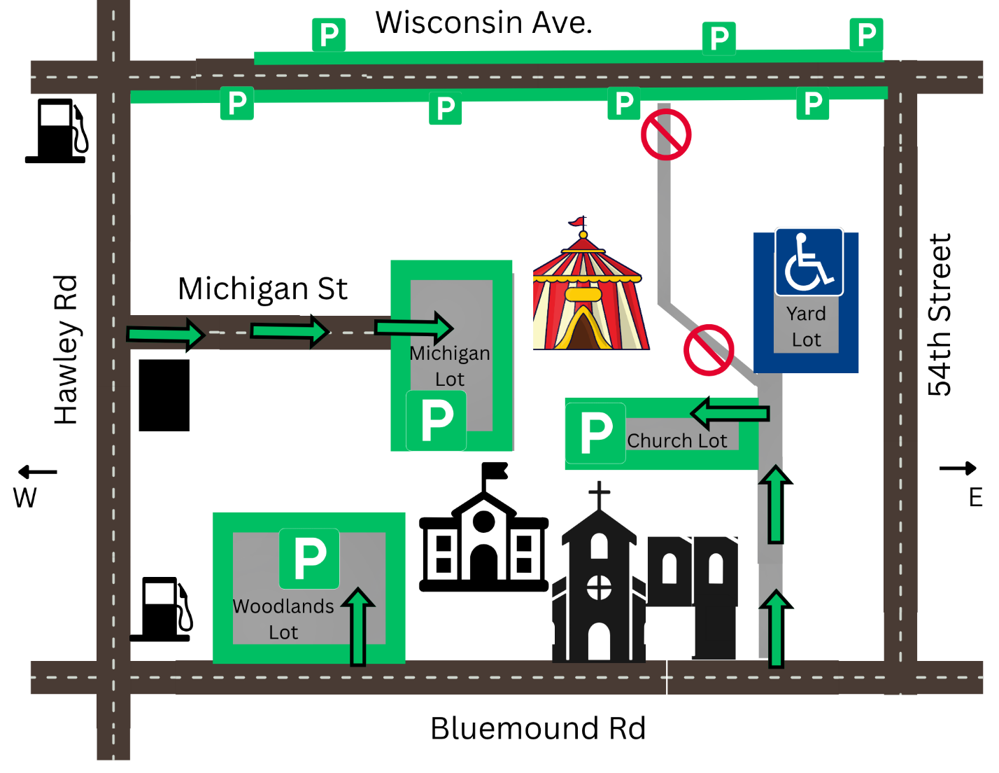 Wisconsin Ave.
P
P
P
P
P
P
P
Michigan St
Hawley Rd
54th Street
Yard
Lot
Michigan
Lot
P
P
Church Lot
W
E
P
Woodlands
Lot
Bluemound Rd